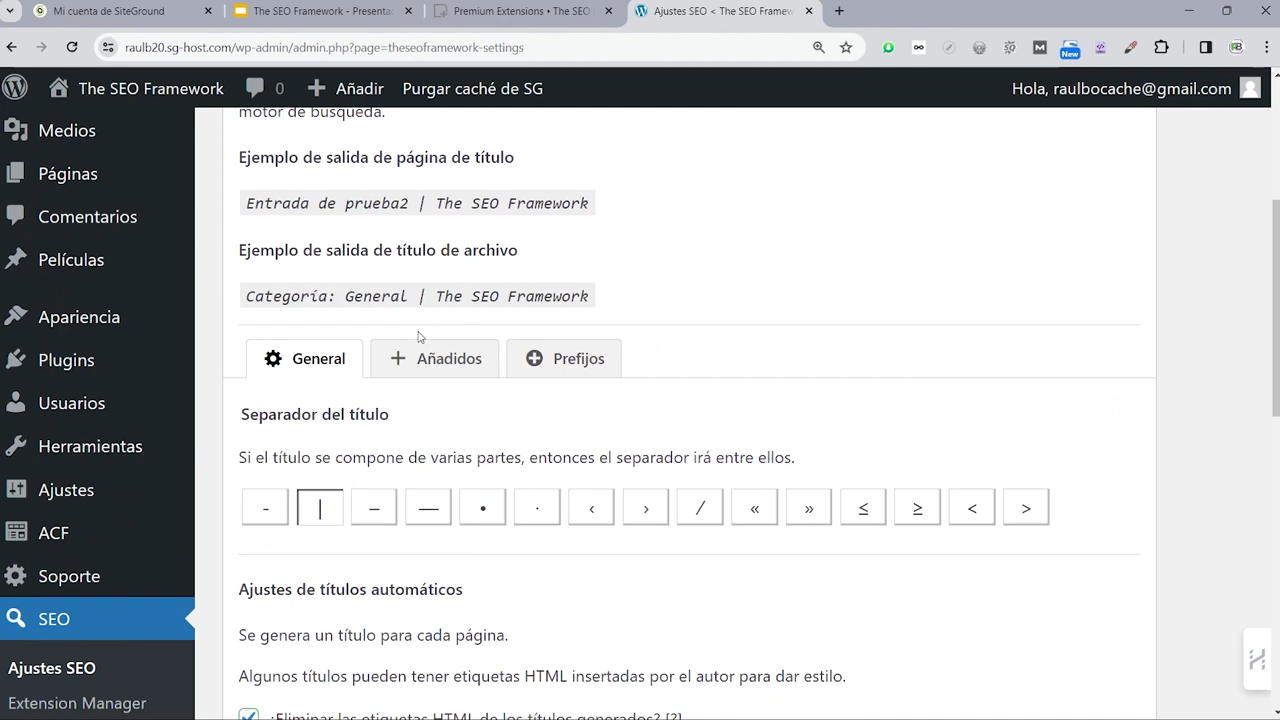 Mi cuenta de SiteGround
The SEO Framework - Presenta
Premium Extensions • The SEO
Ajustes SEO < The SEO Framew
raulb20.sg-host.com/wp-admin/admin.php?page=theseoframework-settings
New
The SEO Framework
0
Añadir
Purgar caché de SG
Hola, raulbocache@gmail.com
Medios
Páginas
Comentarios
Películas
Apariencia
Plugins
Usuarios
Herramientas
Ajustes
ACF
Soporte
SEO
Ajustes SEO
Extension Manager
motor de búsqueda.
Ejemplo de salida de página de título
Entrada de prueba2 | The SEO Framework
Ejemplo de salida de título de archivo
Categoría: General | The SEO Framework
General
Añadidos
Prefijos
Separador del título
Si el título se compone de varias partes, entonces el separador irá entre ellos.
- | – — • · ‹ › / « » ≤ ≥ < >
Ajustes de títulos automáticos
Se genera un título para cada página.
Algunos títulos pueden tener etiquetas HTML insertadas por el autor para dar estilo.
¿Eliminar las etiquetas HTML de los títulos generados? [?]